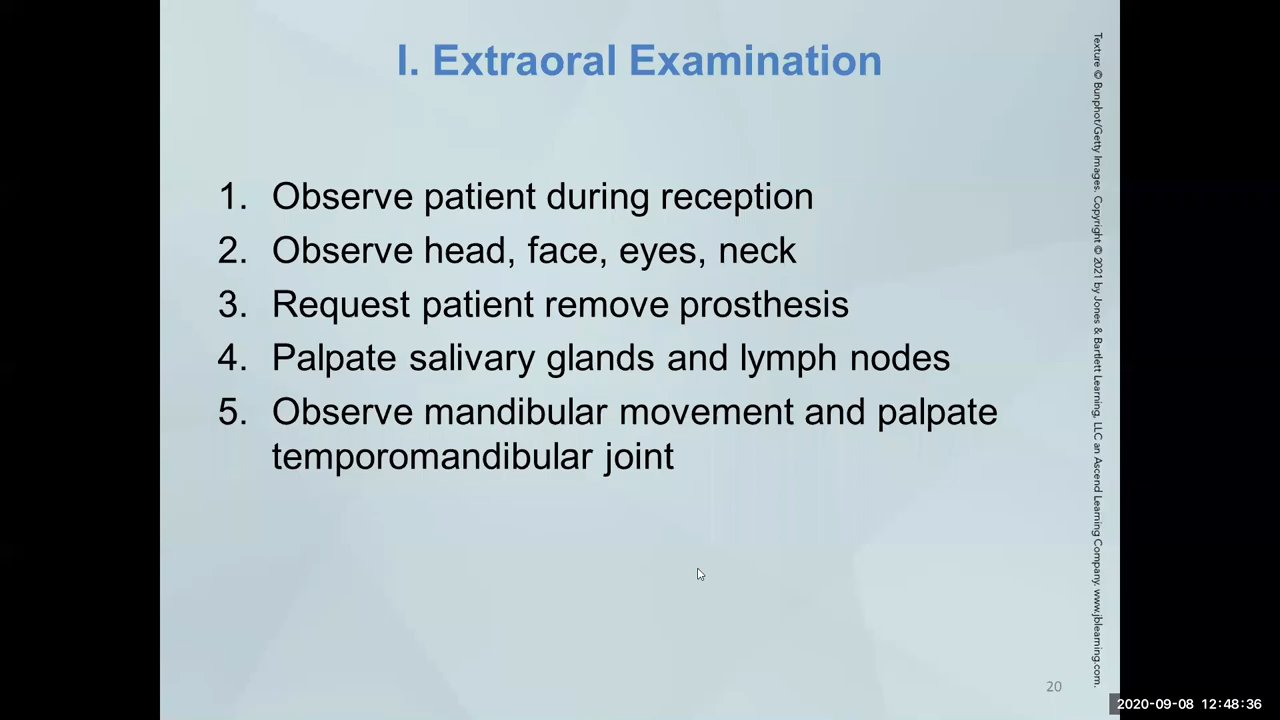 I. Extraoral Examination
1. Observe patient during reception
2. Observe head, face, eyes, neck
3. Request patient remove prosthesis
4. Palpate salivary glands and lymph nodes
5. Observe mandibular movement and palpate
temporomandibular joint
Texture © Bunphot/Getty Images. Copyright © 2021 by Jones & Bartlett Learning, LLC an Ascend Learning Company. www.jblearning.com.
20
2020-09-08 12:48:36